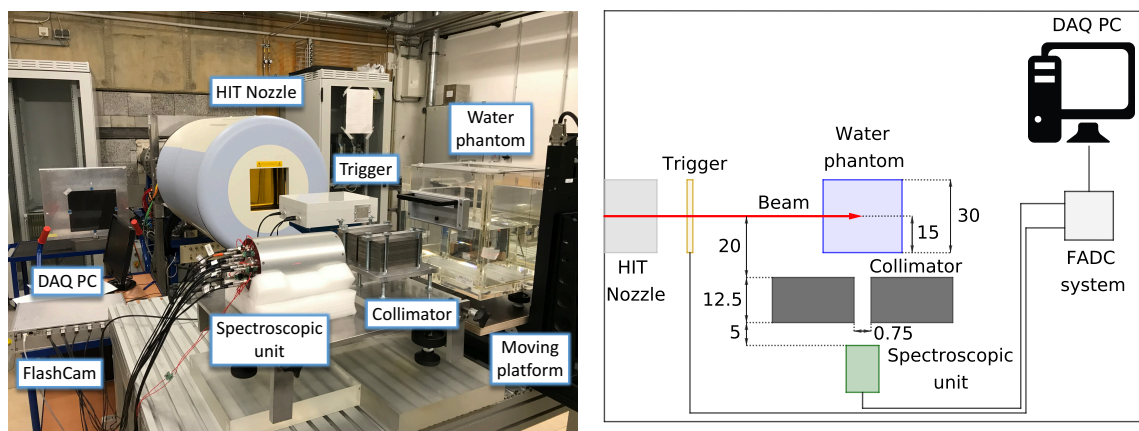 HIT Nozzle
Water
phantom
Trigger
DAQ PC
Spectroscopic
unit
Collimator
FlashCam
Moving
platform
DAQ PC
Water
phantom
Trigger
Beam
30
15
20
HIT
Nozzle
Collimator
FADC
system
12.5
0.75
5
Spectroscopic
unit